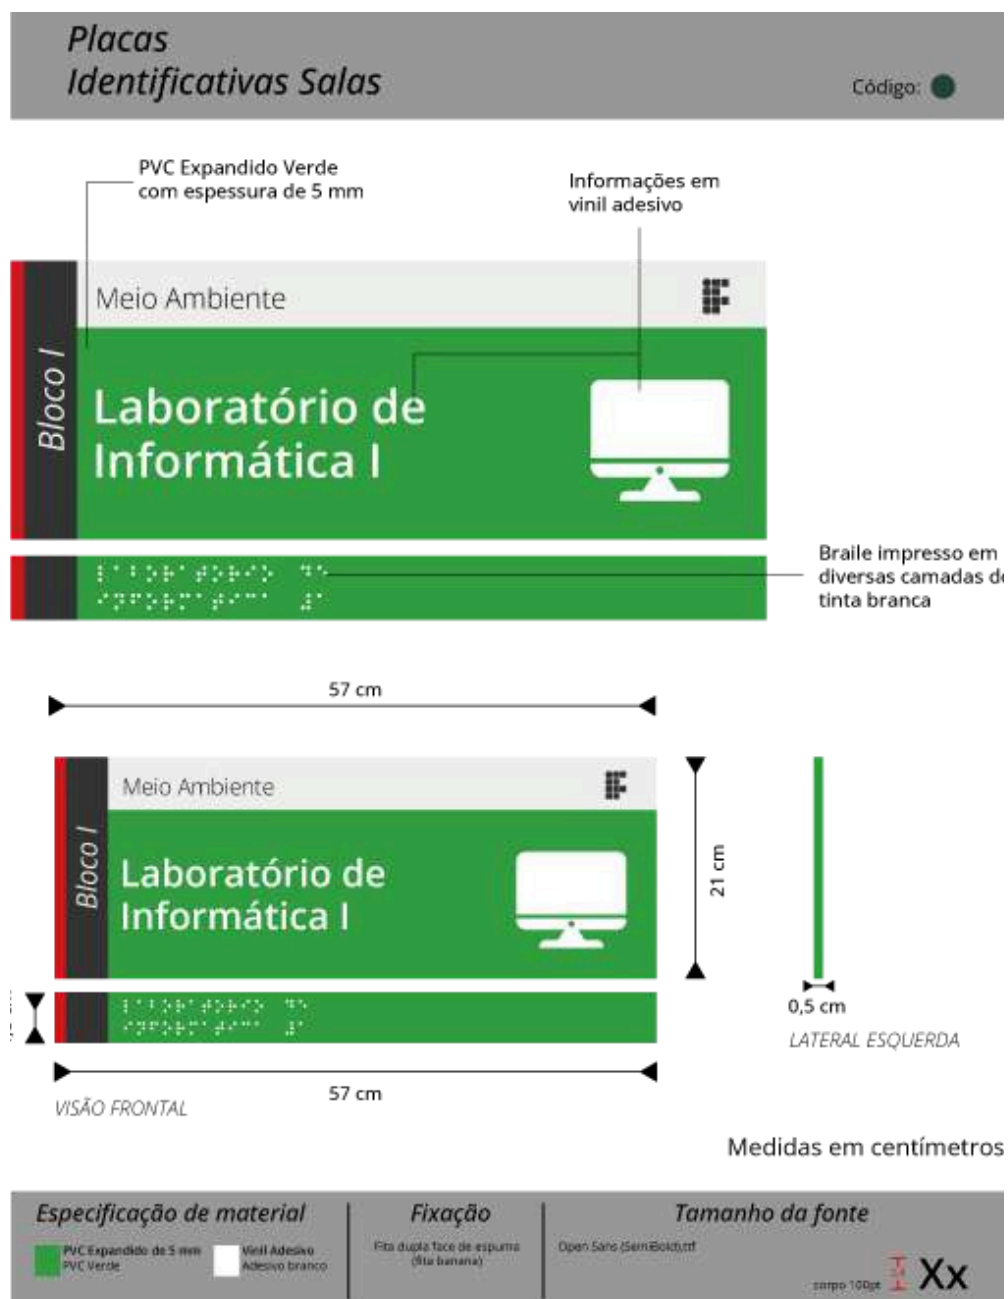 Placas
Identificativas Salas
Código:
PVC Expandido Verde
com espessura de 5 mm
Informações em
vinil adesivo
Meio Ambiente
Bloco I
Laboratório de
Informática I
Braile impresso em
diversas camadas de
tinta branca
57 cm
Meio Ambiente
Bloco I
Laboratório de
Informática I
21 cm
0,5 cm
LATERAL ESQUERDA
57 cm
VISÃO FRONTAL
Medidas em centímetros
Especificação de material
PVC Expandido de 5 mm
PVC Verde
Vinil Adesivo
Adesivo branco
Fixação
Fita dupla face de espuma
(fita banana)
Tamanho da fonte
Open Sans (SemiBold).ttf
corpo 100pt
Xx